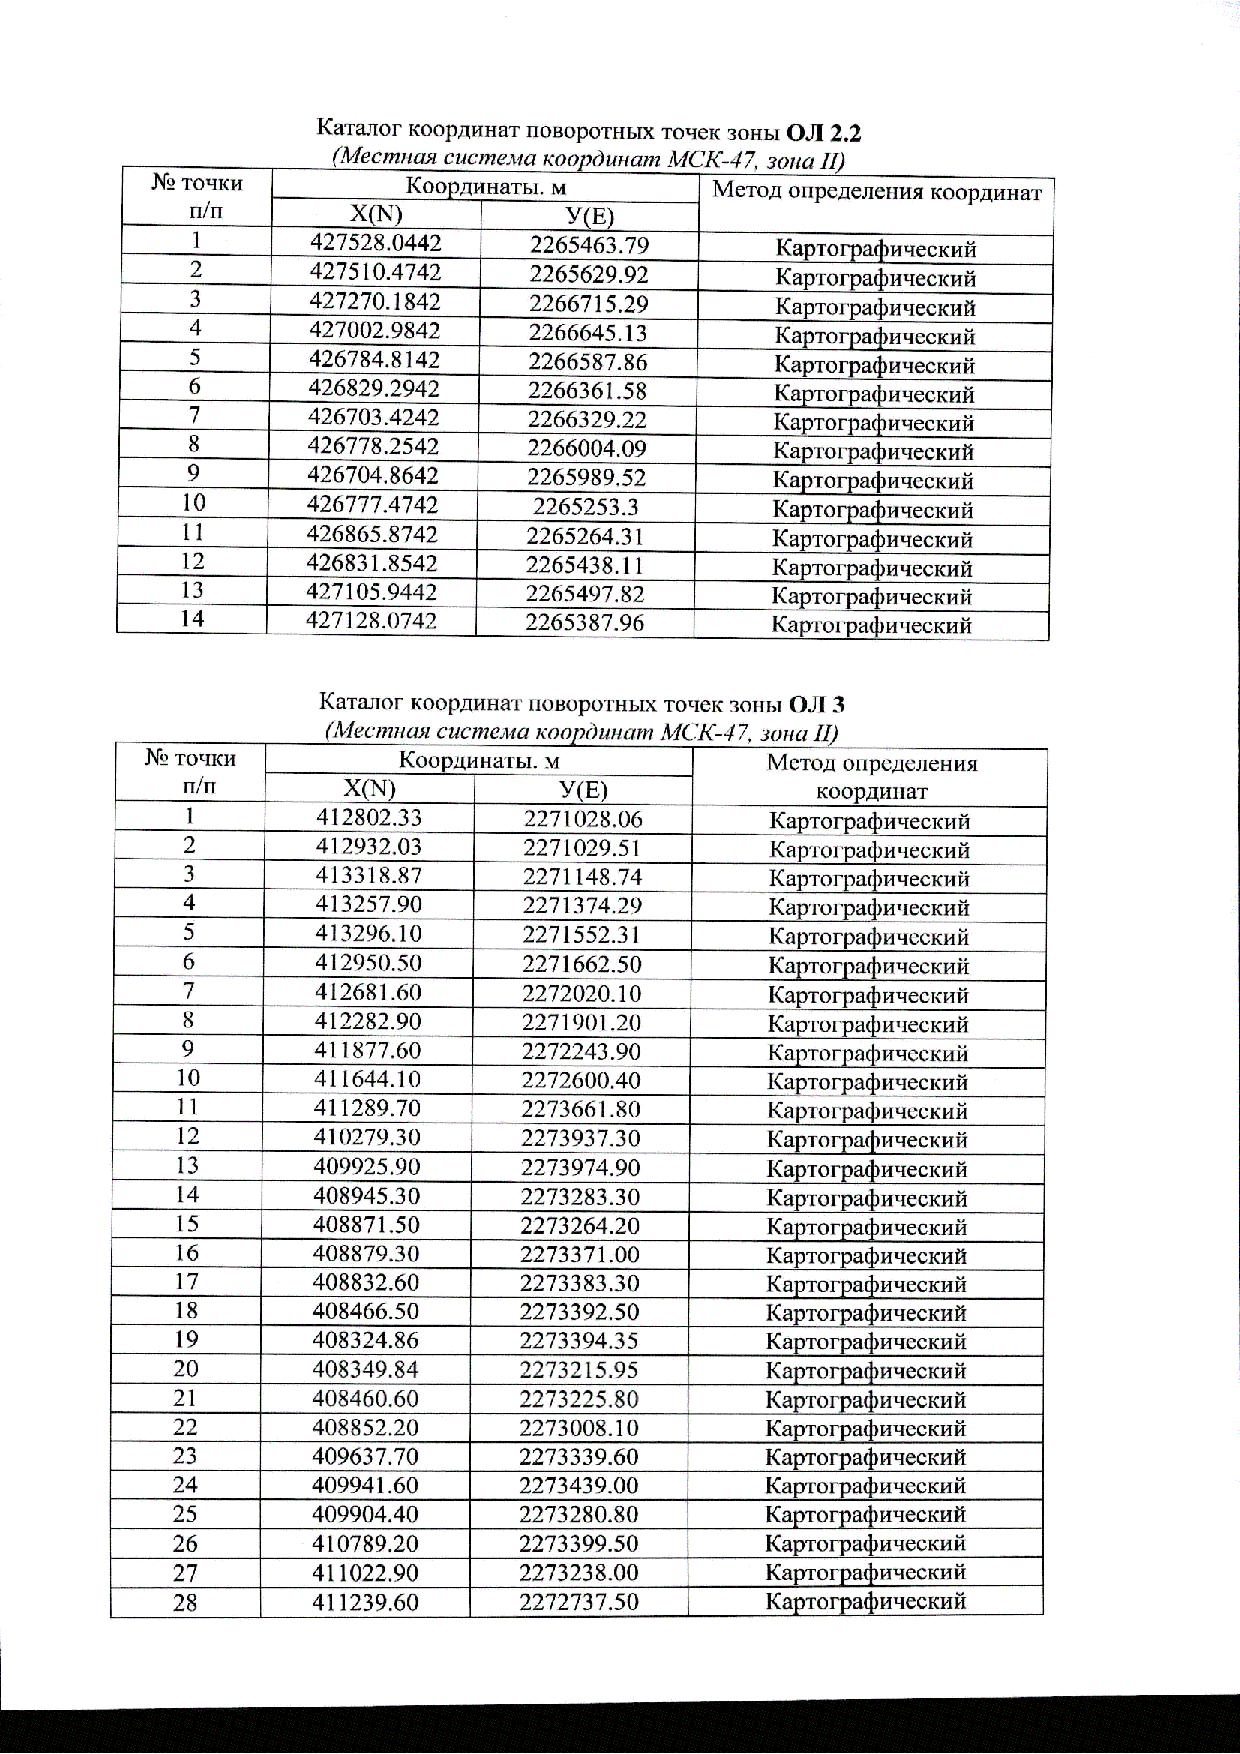 Каталог координат поворотных точек зоны ОЛ 2.2
(Местная система координат МСК-47, зона II)
№ точки Координаты. м Метод определения координат
п/п X(N) У(Е)
1 427528.0442 2265463.79 Картографический
2 427510.4742 2265629.92 Картографический
3 427270.1842 2266715.29 Картографический
4 427002.9842 2266645.13 Картографический
5 426784.8142 2266587.86 Картографический
6 426829.2942 2266361.58 Картографический
7 426703.4242 2266329.22 Картографический
8 426778.2542 2266004.09 Картографический
9 426704.8642 2265989.52 Картографический
10 426777.4742 2265253.3 Картографический
11 426865.8742 2265264.31 Картографический
12 426831.8542 2265438.11 Картографический
13 427105.9442 2265497.82 Картографический
14 427128.0742 2265387.96 Картографический
Каталог координат поворотных точек зоны ОЛ 3
(Местная система координат МСК-47, зона II)
№ точки Координаты. м Метод определения
п/п X(N) У(Е) координат
1 412802.33 2271028.06 Картографический
2 412932.03 2271029.51 Картографический
3 413318.87 2271148.74 Картографический
4 413257.90 2271374.29 Картографический
5 413296.10 2271552.31 Картографический
6 412950.50 2271662.50 Картографический
7 412681.60 2272020.10 Картографический
8 412282.90 2271901.20 Картографический
9 411877.60 2272243.90 Картографический
10 411644.10 2272600.40 Картографический
11 411289.70 2273661.80 Картографический
12 410279.30 2273937.30 Картографический
13 409925.90 2273974.90 Картографический
14 408945.30 2273283.30 Картографический
15 408871.50 2273264.20 Картографический
16 408879.30 2273371.00 Картографический
17 408832.60 2273383.30 Картографический
18 408466.50 2273392.50 Картографический
19 408324.86 2273394.35 Картографический
20 408349.84 2273215.95 Картографический
21 408460.60 2273225.80 Картографический
22 408852.20 2273008.10 Картографический
23 409637.70 2273339.60 Картографический
24 409941.60 2273439.00 Картографический
25 409904.40 2273280.80 Картографический
26 410789.20 2273399.50 Картографический
27 411022.90 2273238.00 Картографический
28 411239.60 2272737.50 Картографический